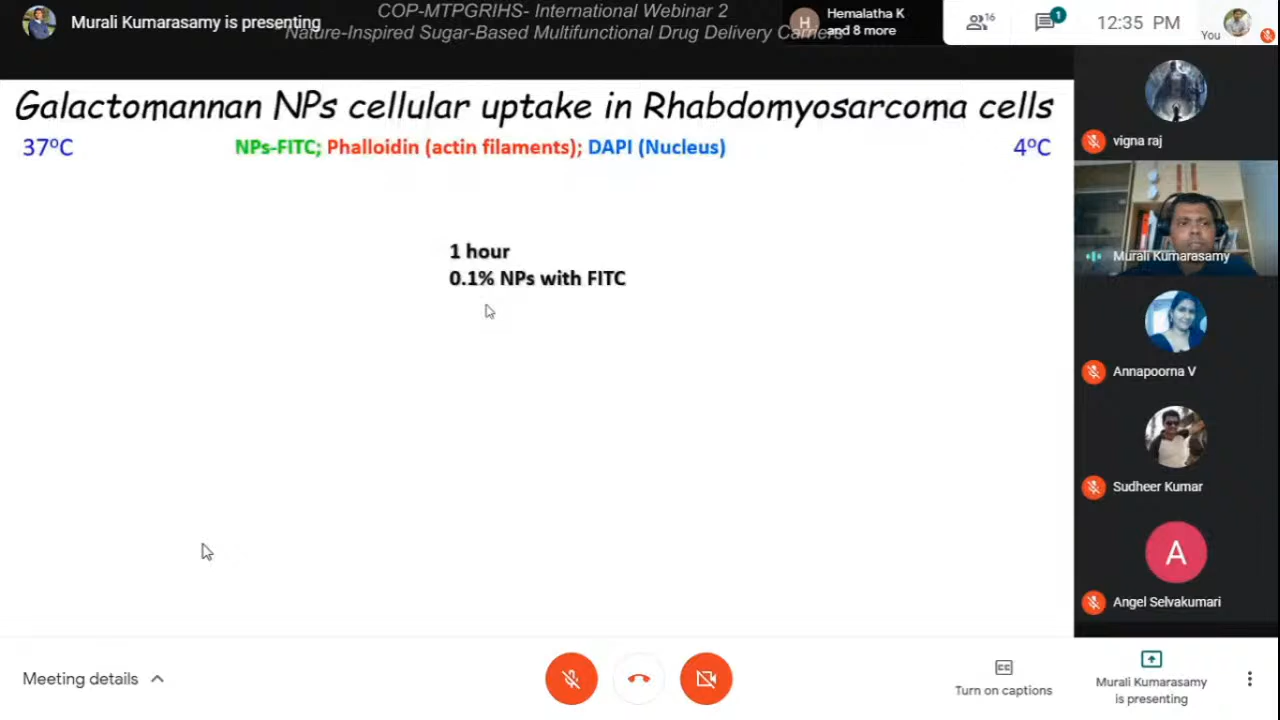 Murali Kumarasamy is presenting
COP-MTPGRIHS- International Webinar 2
Nature-Inspired Sugar-Based Multifunctional Drug Delivery Carriers
H
Hemalatha K
and 8 more
16
1
12:35 PM
You
Galactomannan NPs cellular uptake in Rhabdomyosarcoma cells
37°C
NPs-FITC; Phalloidin (actin filaments); DAPI (Nucleus)
4°C
1 hour
0.1% NPs with FITC
vigna raj
Murali Kumarasamy
Annapoorna V
Sudheer Kumar
A
Angel Selvakumari
Meeting details
CC
Turn on captions
Murali Kumarasamy
is presenting